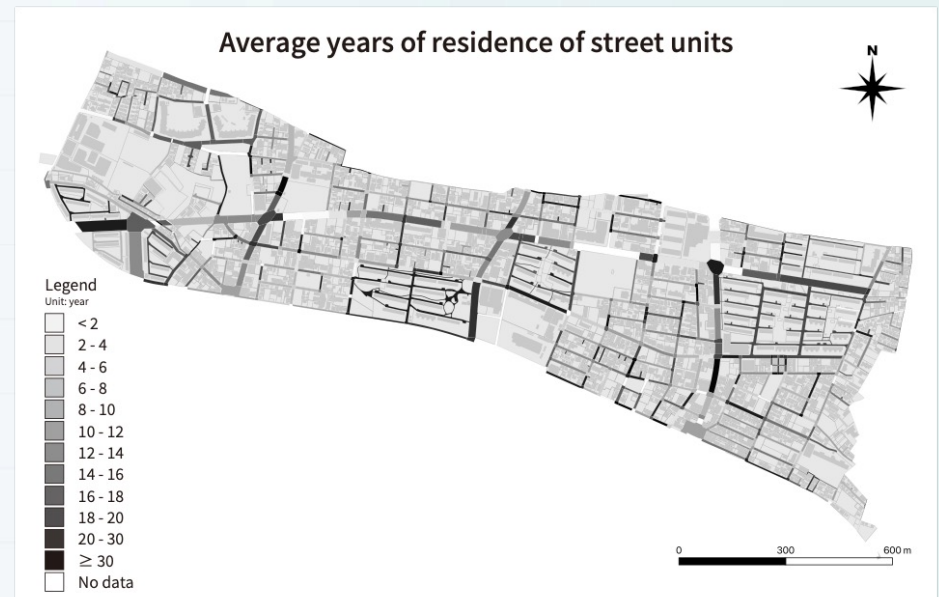 Average years of residence of street units
N
Legend
Unit: year
< 2
2 - 4
4 - 6
6 - 8
8 - 10
10 - 12
12 - 14
14 - 16
16 - 18
18 - 20
20 - 30
≥ 30
No data
0 300 600 m